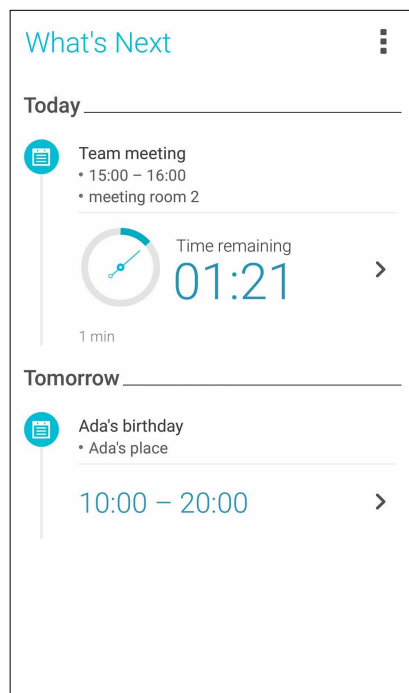 What's Next
Today
Team meeting
• 15:00 – 16:00
• meeting room 2
Time remaining
01:21
1 min
Tomorrow
Ada's birthday
• Ada's place
10:00 – 20:00